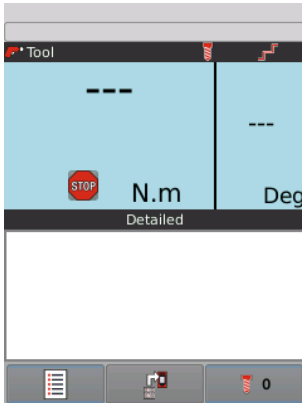 Tool
---
---
STOP
N.m
Deg
Detailed
0